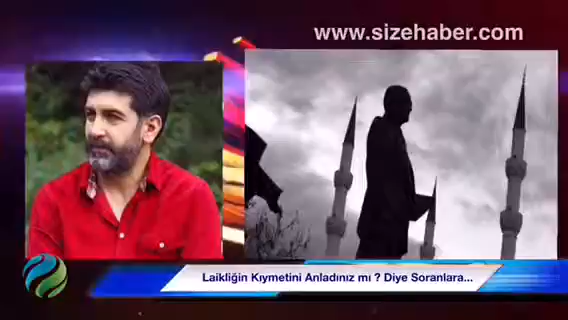 www.sizehaber.com
Laikliğin Kıymetini Anladınız mı ? Diye Soranlara...